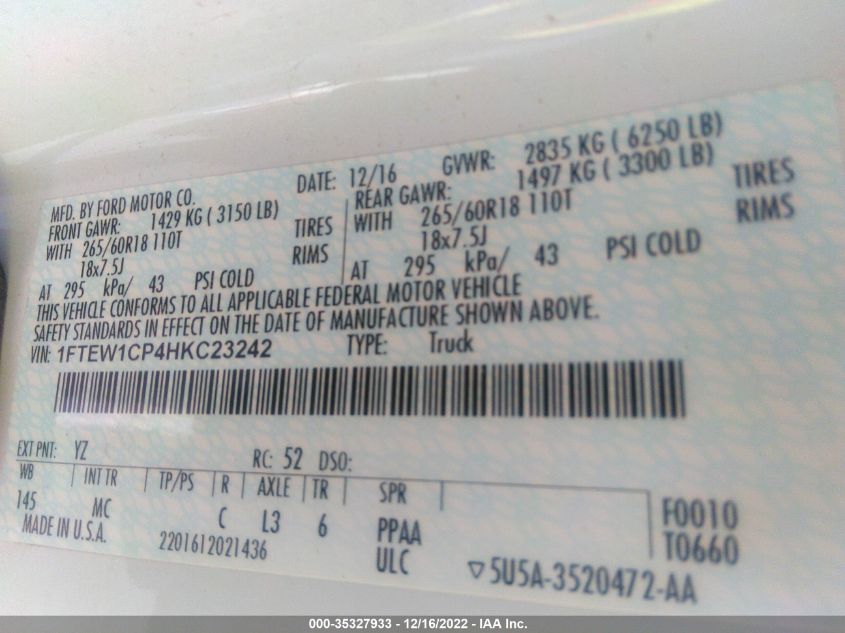 MFD. BY FORD MOTOR CO. DATE: 12/16 GVWR: 2835 KG ( 6250 LB)
FRONT GAWR: 1429 KG ( 3150 LB) REAR GAWR: 1497 KG ( 3300 LB)
WITH 265/60R18 110T TIRES WITH 265/60R18 110T TIRES
18x7.5J RIMS 18x7.5J RIMS
AT 295 kPa/ 43 PSI COLD AT 295 kPa/ 43 PSI COLD
THIS VEHICLE CONFORMS TO ALL APPLICABLE FEDERAL MOTOR VEHICLE
SAFETY STANDARDS IN EFFECT ON THE DATE OF MANUFACTURE SHOWN ABOVE.
VIN: 1FTEW1CP4HKC23242 TYPE: Truck
EXT PNT: YZ RC: 52 DSO:
WB INT TR TP/PS R AXLE TR SPR
145 MC C L3 6 PPAA F0010
MADE IN U.S.A. 2201612021436 ULC T0660
▽5U5A-3520472-AA
000-35327933 - 12/16/2022 - IAA Inc.